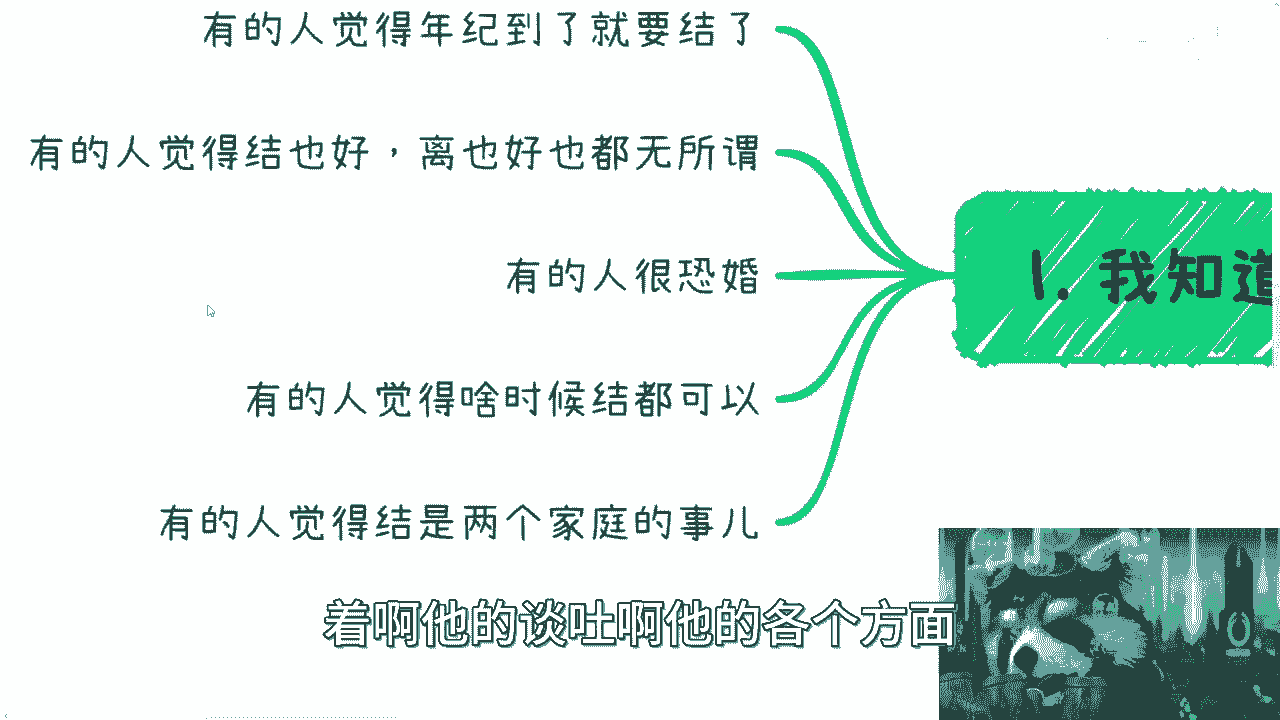 有的人觉得年纪到了就要结了
有的人觉得结也好，离也好也都无所谓
有的人很恐婚
1. 我知道
有的人觉得啥时候结都可以
有的人觉得结是两个家庭的事儿
着啊他的谈吐啊他的各个方面